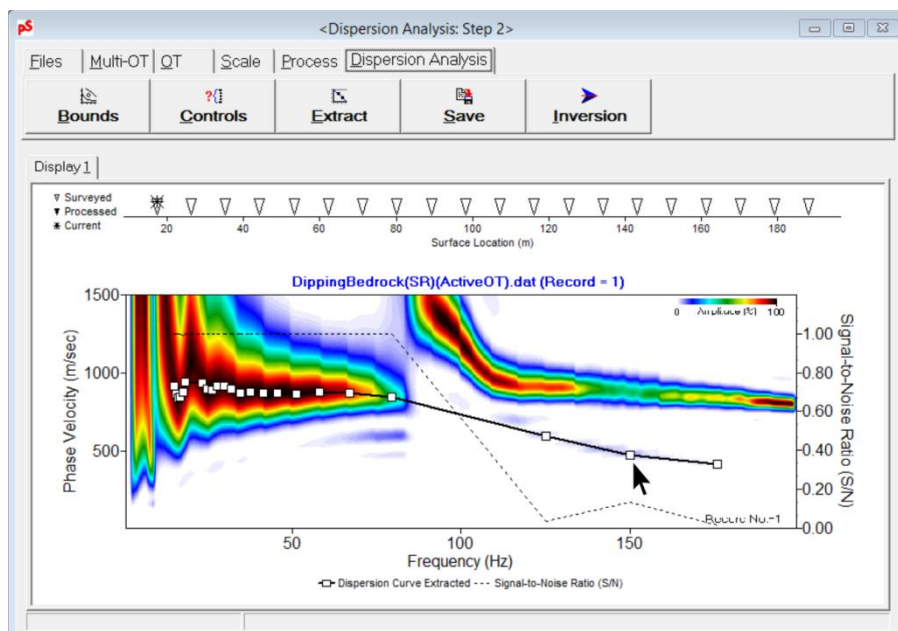 pS
<Dispersion Analysis: Step 2>
Files Multi-OT OT Scale Process Dispersion Analysis
Bounds Controls Extract Save Inversion
Display 1
Surveyed
Processed
Current
20 40 60 80 100 120 140 160 180
Surface Location (m)
DippingBedrock(SR)(ActiveOT).dat (Record = 1)
1500
1000
500
Phase Velocity (m/sec)
0 Amplitude (%) 100
1.00
0.80
0.60
0.40
0.20
0.00
Signal-to-Noise Ratio (S/N)
Record No.=1
50 100 150
Frequency (Hz)
Dispersion Curve Extracted Signal-to-Noise Ratio (S/N)